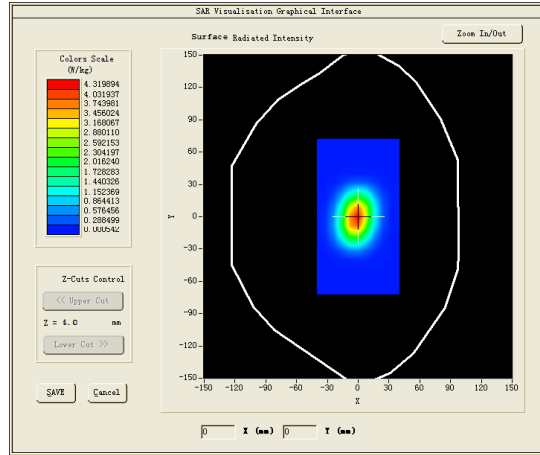 SAR Visualisation Graphical Interface
Surface Radiated Intensity
Zoom In/Out
Colors Scale
(W/kg)
4.319894
4.031937
3.743981
3.456024
3.168067
2.880110
2.592153
2.304197
2.016240
1.728283
1.440326
1.152369
0.864413
0.576456
0.288499
0.000542
150
120
90
60
30
Y 0
-30
-60
-90
-120
-150
-150 -120 -90 -60 -30 0 30 60 90 120 150
X
Z-Cuts Control
<< Upper Cut
Z = 4.0 mm
Lower Cut >>
SAVE Cancel
0 X (mm) 0 Y (mm)